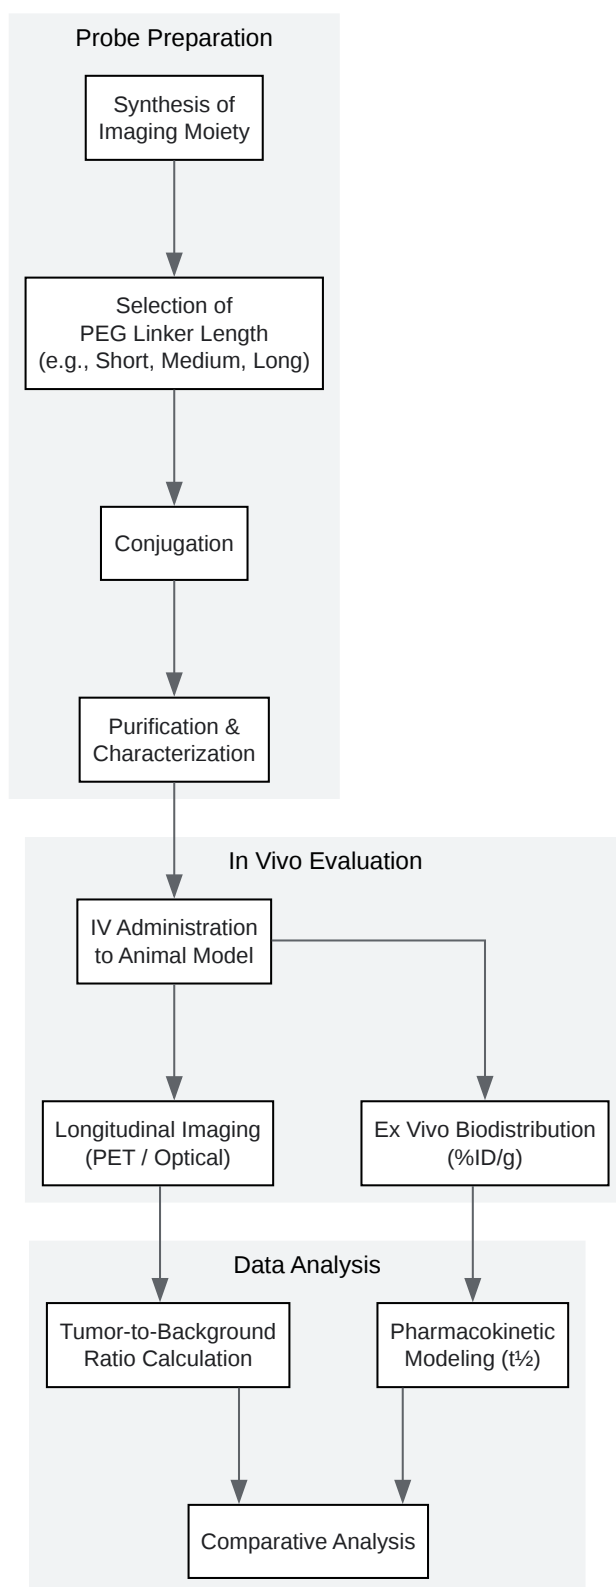 Probe Preparation
Synthesis of
Imaging Moiety
Selection of
PEG Linker Length
(e.g., Short, Medium, Long)
Conjugation
Purification &
Characterization
In Vivo Evaluation
IV Administration
to Animal Model
Longitudinal Imaging
(PET / Optical)
Ex Vivo Biodistribution
(%ID/g)
Data Analysis
Tumor-to-Background
Ratio Calculation
Pharmacokinetic
Modeling (t½)
Comparative Analysis